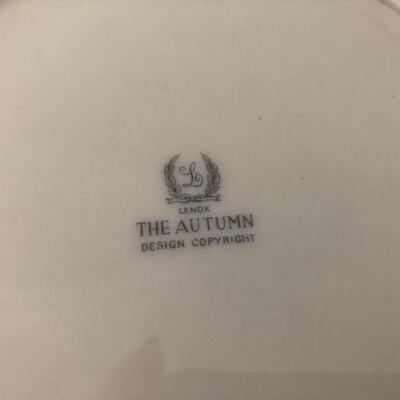 L
LENOX
THE AUTUMN
DESIGN COPYRIGHT